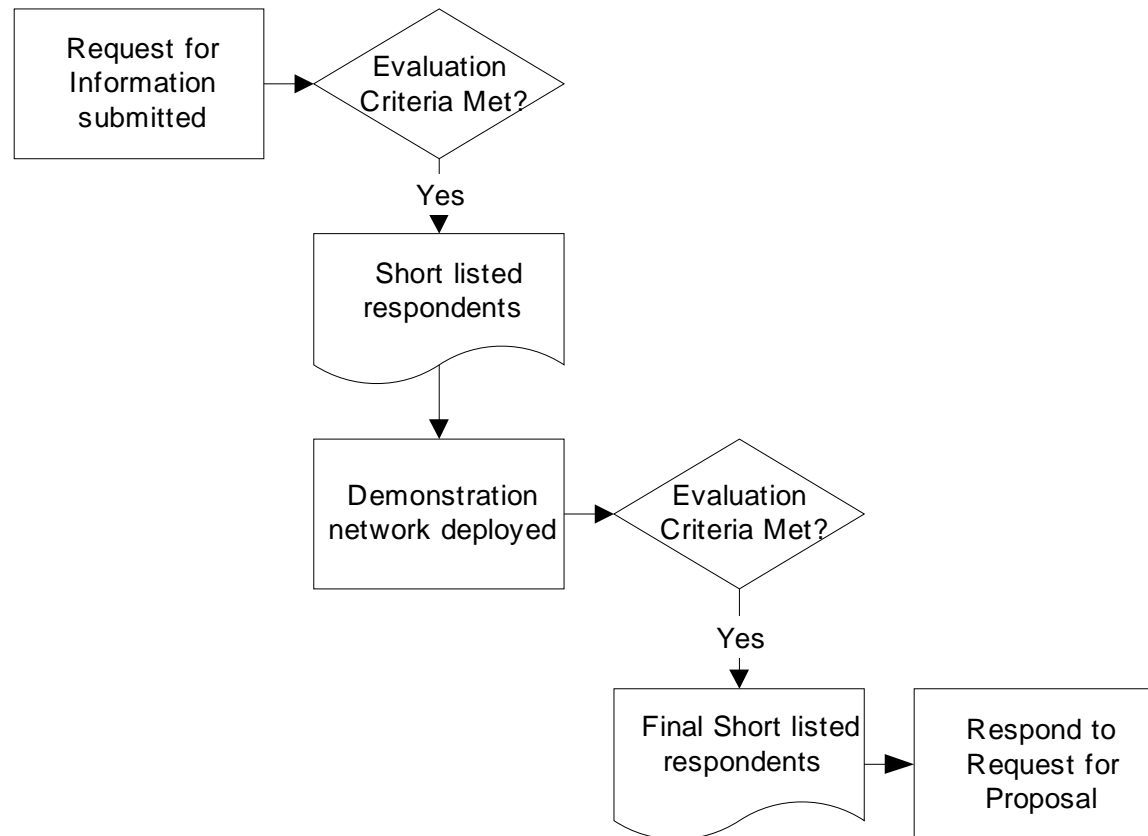 Request for
Information
submitted
Evaluation
Criteria Met?
Yes
Short listed
respondents
Demonstration
network deployed
Evaluation
Criteria Met?
Yes
Final Short listed
respondents
Respond to
Request for
Proposal